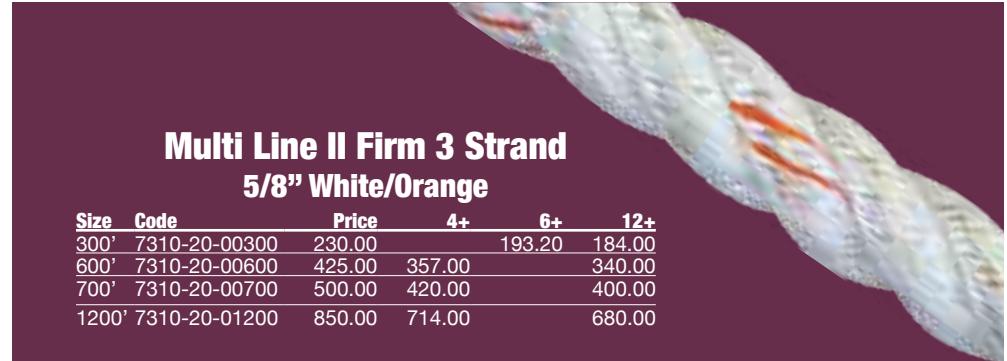 Multi Line II Firm 3 Strand
5/8” White/Orange
Size Code Price 4+ 6+ 12+
300’ 7310-20-00300 230.00 193.20 184.00
600’ 7310-20-00600 425.00 357.00 340.00
700’ 7310-20-00700 500.00 420.00 400.00
1200’ 7310-20-01200 850.00 714.00 680.00